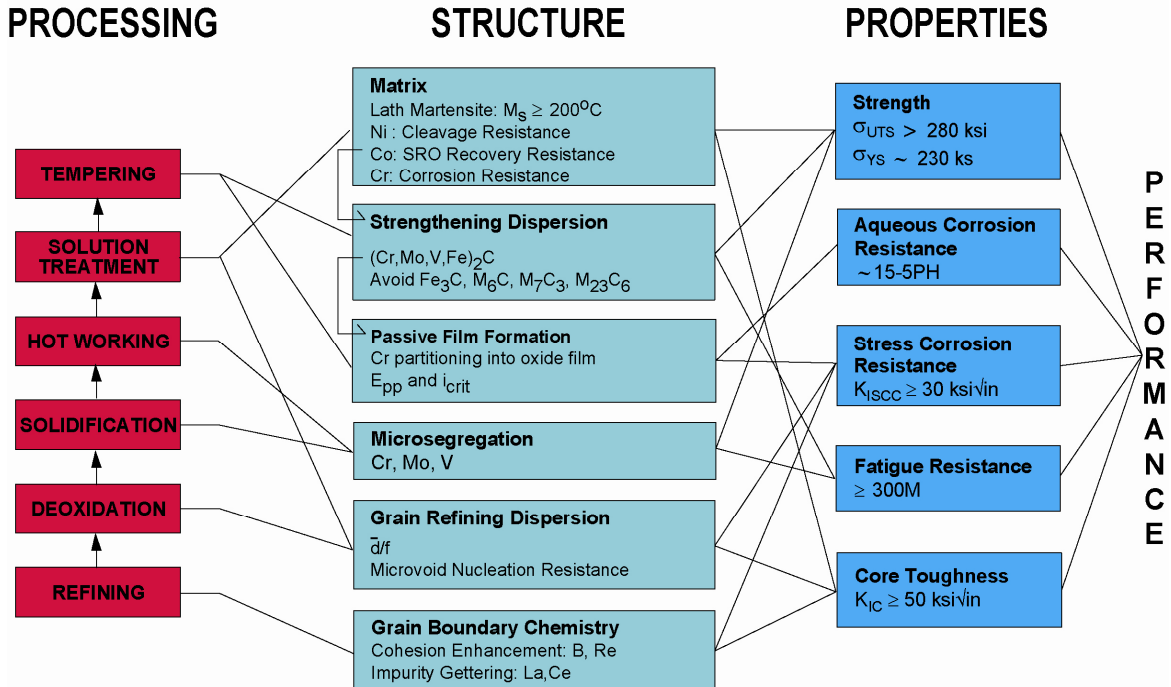 PROCESSING
STRUCTURE
PROPERTIES
TEMPERING
SOLUTION
TREATMENT
HOT WORKING
SOLIDIFICATION
DEOXIDATION
REFINING
Matrix
Lath Martensite: Mₛ ≥ 200°C
Ni : Cleavage Resistance
Co: SRO Recovery Resistance
Cr: Corrosion Resistance
Strengthening Dispersion
(Cr,Mo,V,Fe)₂C
Avoid Fe₃C, M₆C, M₇C₃, M₂₃C₆
Passive Film Formation
Cr partitioning into oxide film
Epp and icrit
Microsegregation
Cr, Mo, V
Grain Refining Dispersion
d̄/f
Microvoid Nucleation Resistance
Grain Boundary Chemistry
Cohesion Enhancement: B, Re
Impurity Gettering: La,Ce
Strength
σUTS > 280 ksi
σYS ~ 230 ks
Aqueous Corrosion
Resistance
~15-5PH
Stress Corrosion
Resistance
KISCC ≥ 30 ksi√in
Fatigue Resistance
≥ 300M
Core Toughness
KIC ≥ 50 ksi√in
PERFORMANCE